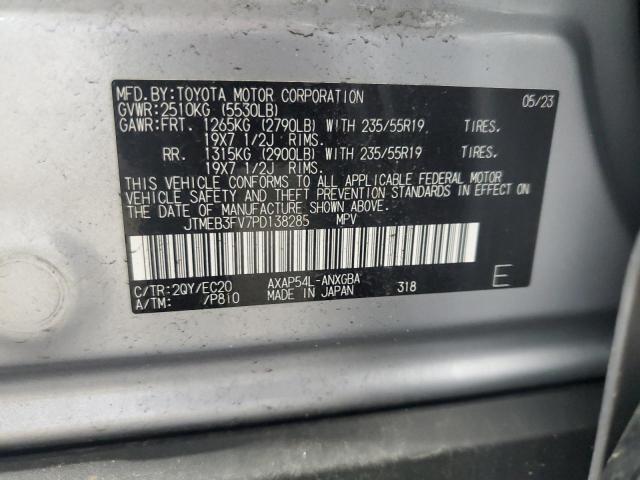 MFD.BY:TOYOTA MOTOR CORPORATION 05/23
GVWR:2510KG (5530LB)
GAWR:FRT. 1265KG (2790LB) WITH 235/55R19 TIRES.
19X7 1/2J RIMS.
RR. 1315KG (2900LB) WITH 235/55R19 TIRES.
19X7 1/2J RIMS.
THIS VEHICLE CONFORMS TO ALL APPLICABLE FEDERAL MOTOR
VEHICLE SAFETY AND THEFT PREVENTION STANDARDS IN EFFECT ON
THE DATE OF MANUFACTURE SHOWN ABOVE.
JTMEB3FV7PD138285 MPV
C/TR:2QY/EC20 AXAP54L-ANXGBA
A/TM: /P810 MADE IN JAPAN 318 E